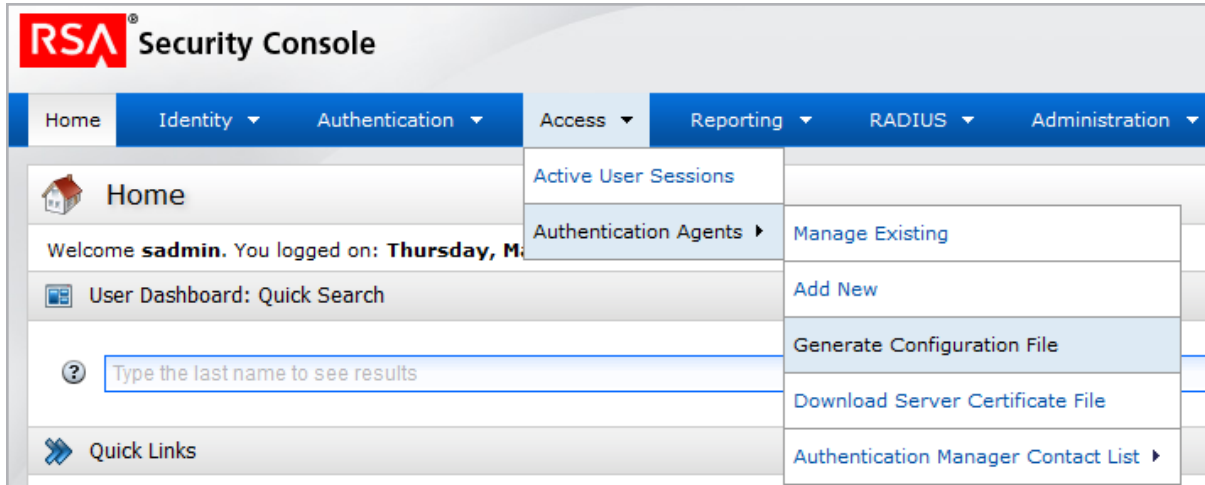 RSA® Security Console
Home Identity Authentication Access Reporting RADIUS Administration
Active User Sessions
Home
Authentication Agents
Manage Existing
Welcome sadmin. You logged on: Thursday,
Add New
User Dashboard: Quick Search
Generate Configuration File
Type the last name to see results
Download Server Certificate File
Quick Links
Authentication Manager Contact List